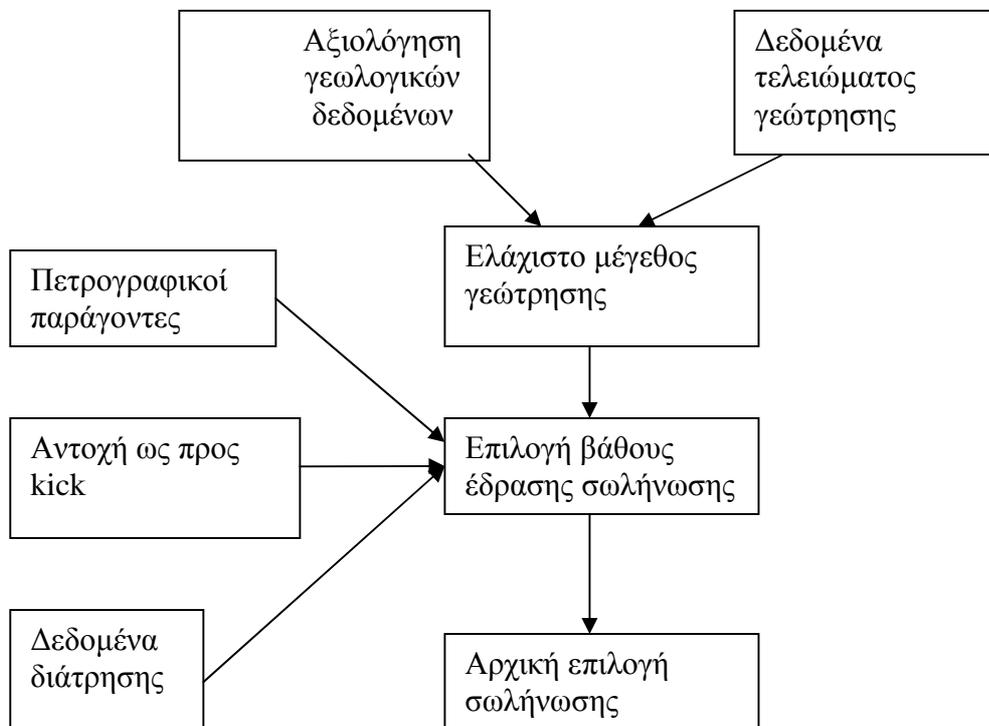 Αξιολόγηση
γεωλογικών
δεδομένων
Δεδομένα
τελειώματος
γεώτρησης
Ελάχιστο μέγεθος
γεώτρησης
Πετρογραφικοί
παράγοντες
Αντοχή ως προς
kick
Επιλογή βάθους
έδρασης σωλήνωσης
Δεδομένα
διάτρησης
Αρχική επιλογή
σωλήνωσης